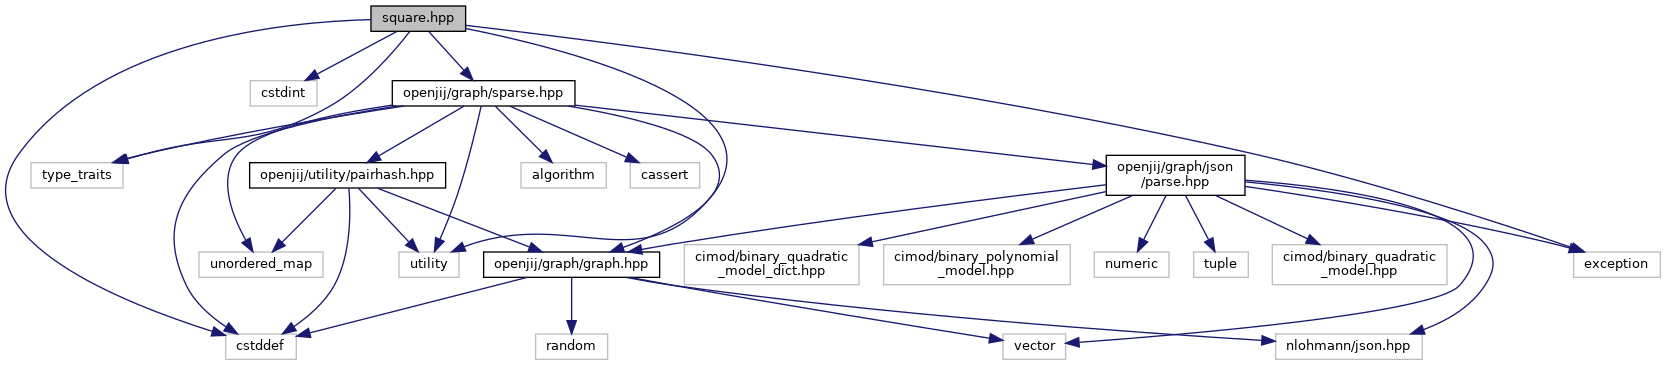 square.hpp
cstdint
openjij/graph/sparse.hpp
type_traits
openjij/utility/pairhash.hpp
algorithm
cassert
openjij/graph/json
/parse.hpp
unordered_map
utility
openjij/graph/graph.hpp
cimod/binary_quadratic
_model_dict.hpp
cimod/binary_polynomial
_model.hpp
numeric
tuple
cimod/binary_quadratic
_model.hpp
exception
cstddef
random
vector
nlohmann/json.hpp